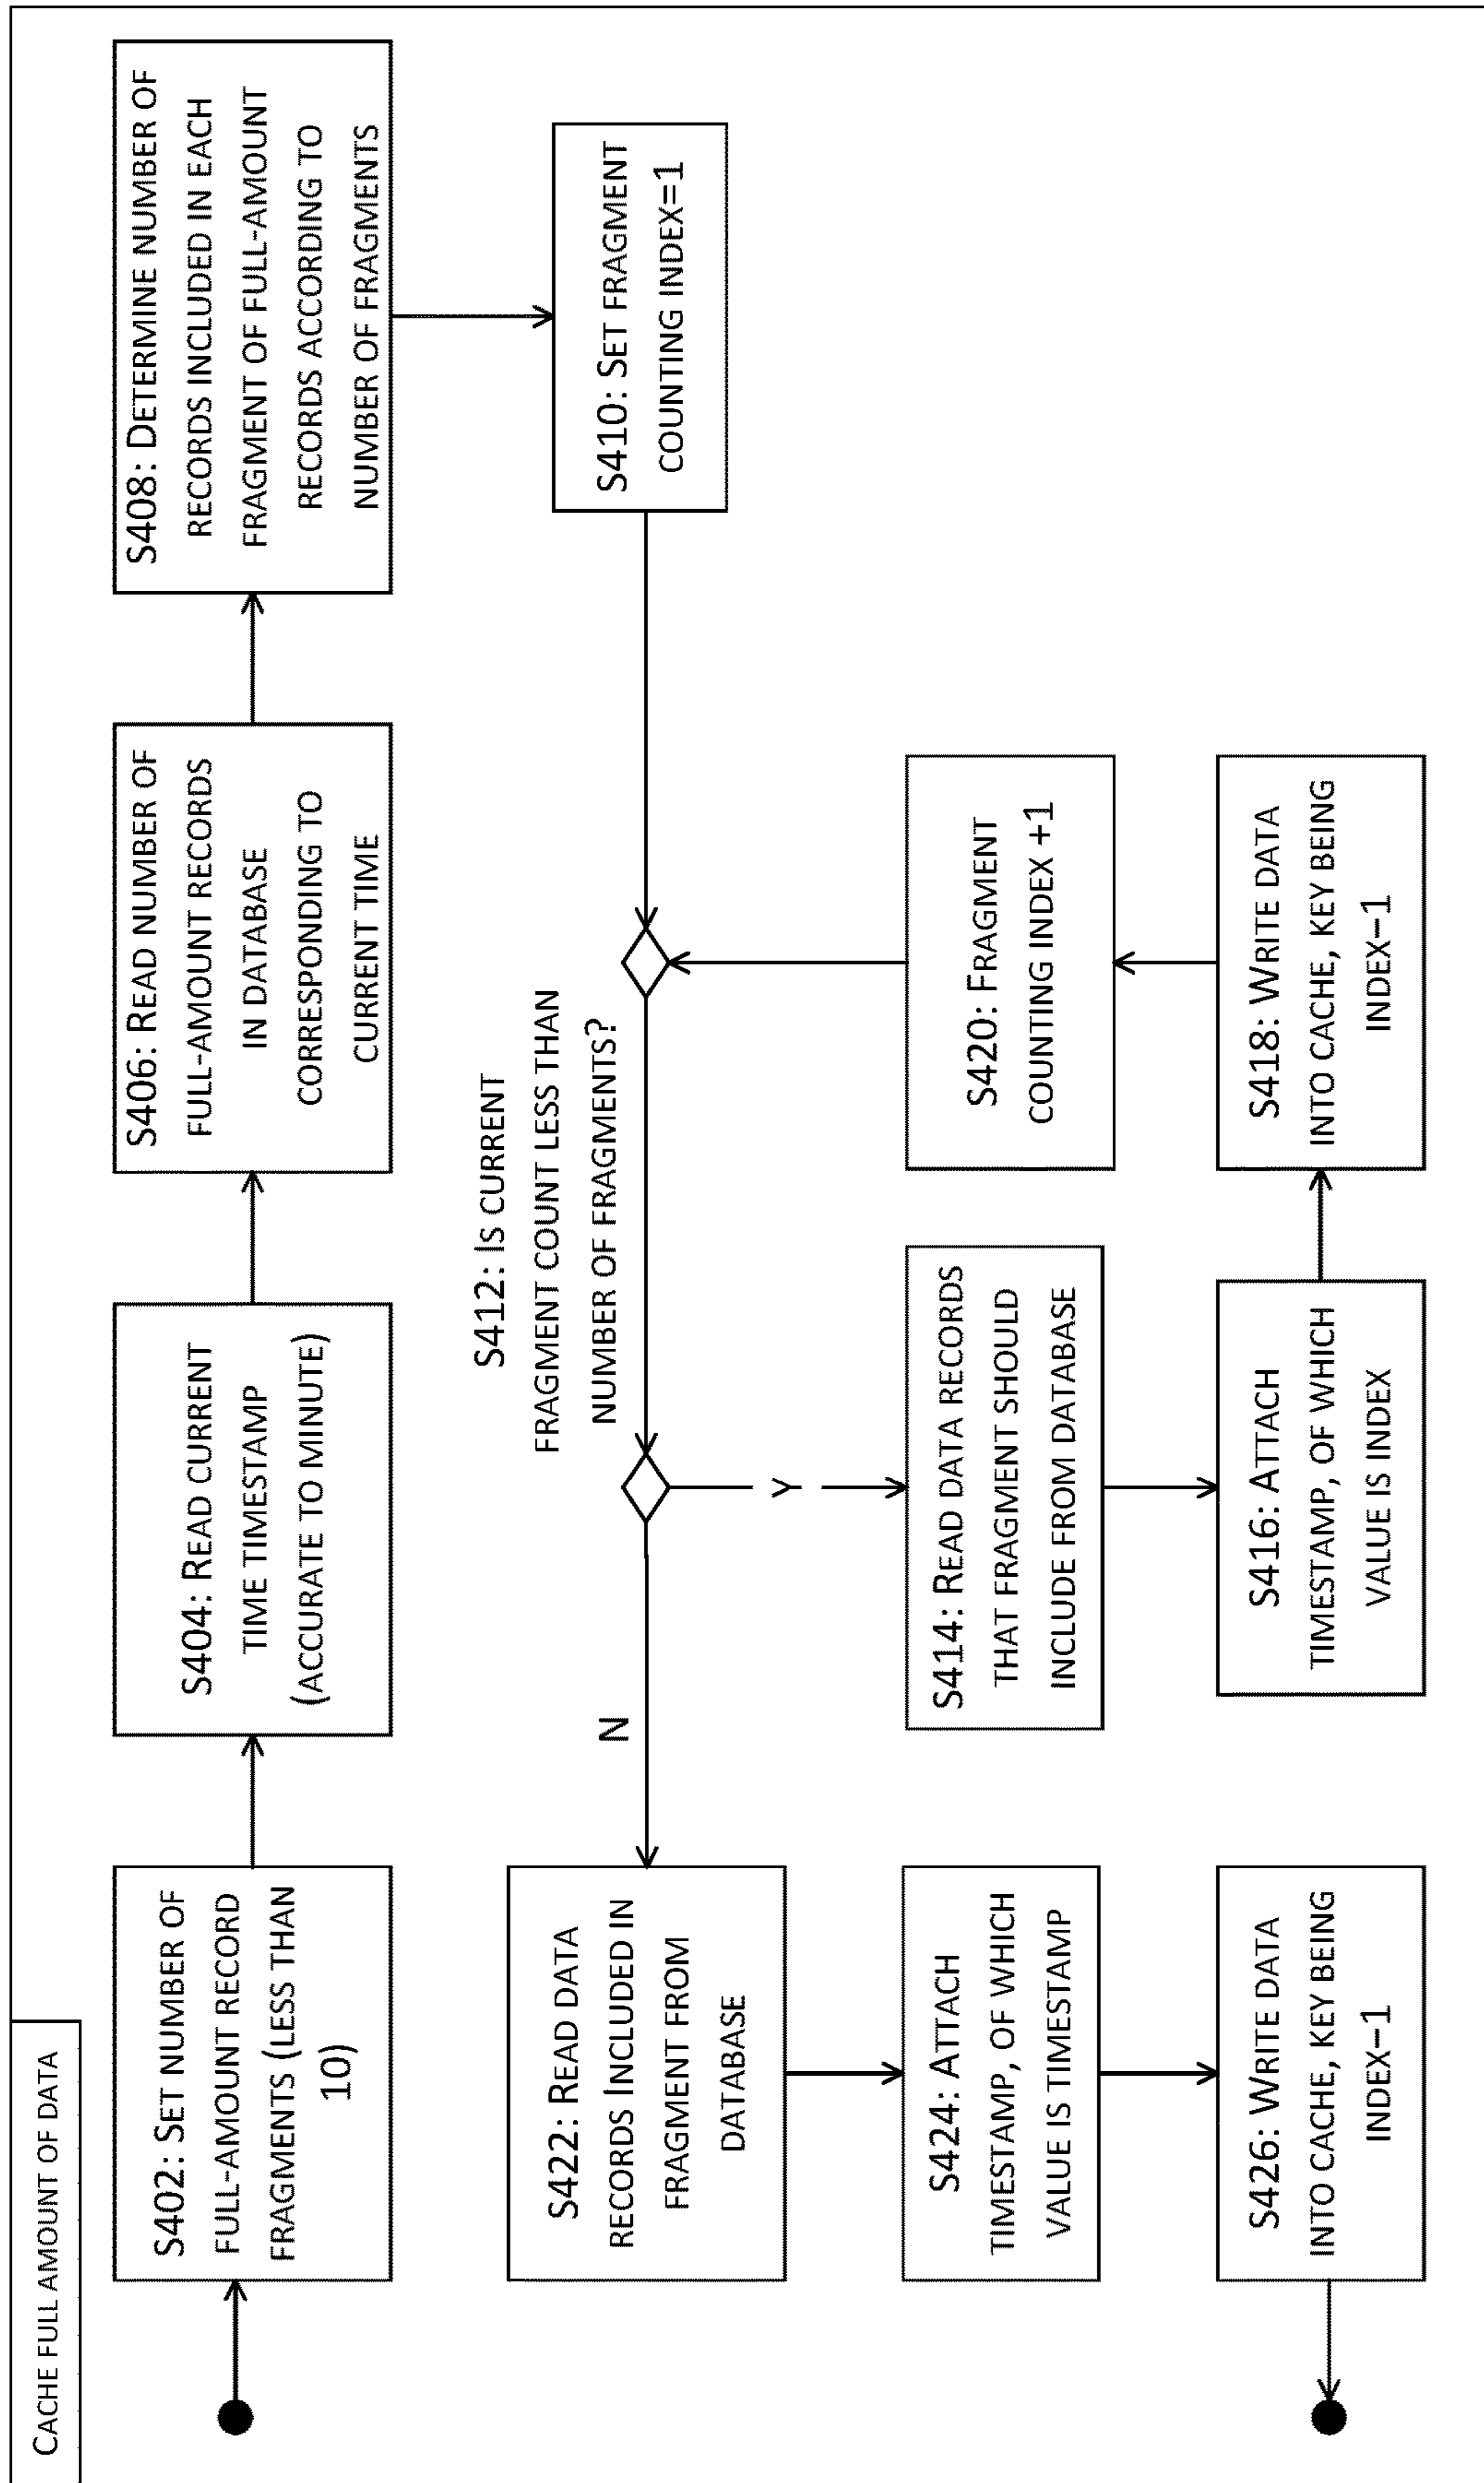 CACHE FULL AMOUNT OF DATA
S402: SET NUMBER OF
FULL-AMOUNT RECORD
FRAGMENTS (LESS THAN
10)
S404: READ CURRENT
TIME TIMESTAMP
(ACCURATE TO MINUTE)
S406: READ NUMBER OF
FULL-AMOUNT RECORDS
IN DATABASE
CORRESPONDING TO
CURRENT TIME
S408: DETERMINE NUMBER OF
RECORDS INCLUDED IN EACH
FRAGMENT OF FULL-AMOUNT
RECORDS ACCORDING TO
NUMBER OF FRAGMENTS
S410: SET FRAGMENT
COUNTING INDEX=1
S412: IS CURRENT
FRAGMENT COUNT LESS THAN
NUMBER OF FRAGMENTS?
N
Y
S414: READ DATA RECORDS
THAT FRAGMENT SHOULD
INCLUDE FROM DATABASE
S416: ATTACH
TIMESTAMP, OF WHICH
VALUE IS INDEX
S418: WRITE DATA
INTO CACHE, KEY BEING
INDEX–1
S420: FRAGMENT
COUNTING INDEX +1
S422: READ DATA
RECORDS INCLUDED IN
FRAGMENT FROM
DATABASE
S424: ATTACH
TIMESTAMP, OF WHICH
VALUE IS TIMESTAMP
S426: WRITE DATA
INTO CACHE, KEY BEING
INDEX–1